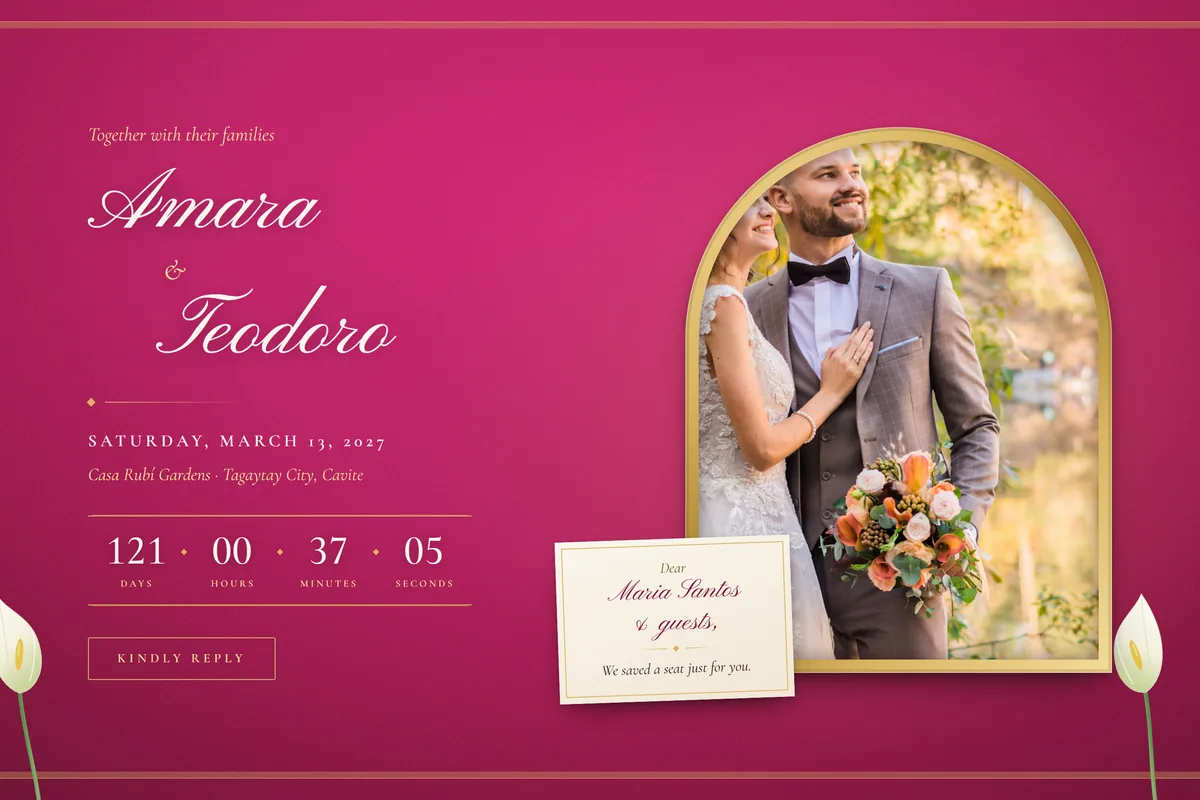 Together with their families
Amara
&
Teodoro
SATURDAY, MARCH 13, 2027
Casa Rubí Gardens · Tagaytay City, Cavite
121 00 37 05
DAYS HOURS MINUTES SECONDS
KINDLY REPLY
Dear
Maria Santos
& guests,
We saved a seat just for you.